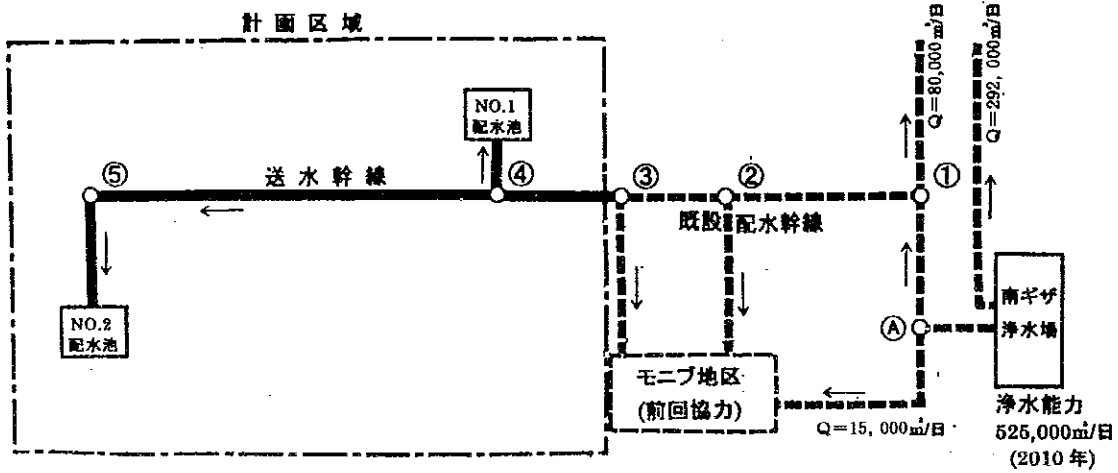 計画区域
Q=80,000㎥/日
Q=292,000㎥/日
NO.1
配水池
⑤
送水幹線
④
③
②
①
既設配水幹線
NO.2
配水池
Ⓐ
南ギザ
浄水場
モニブ地区
(前回協力)
Q=15,000㎥/日
浄水能力
525,000㎥/日
(2010年)